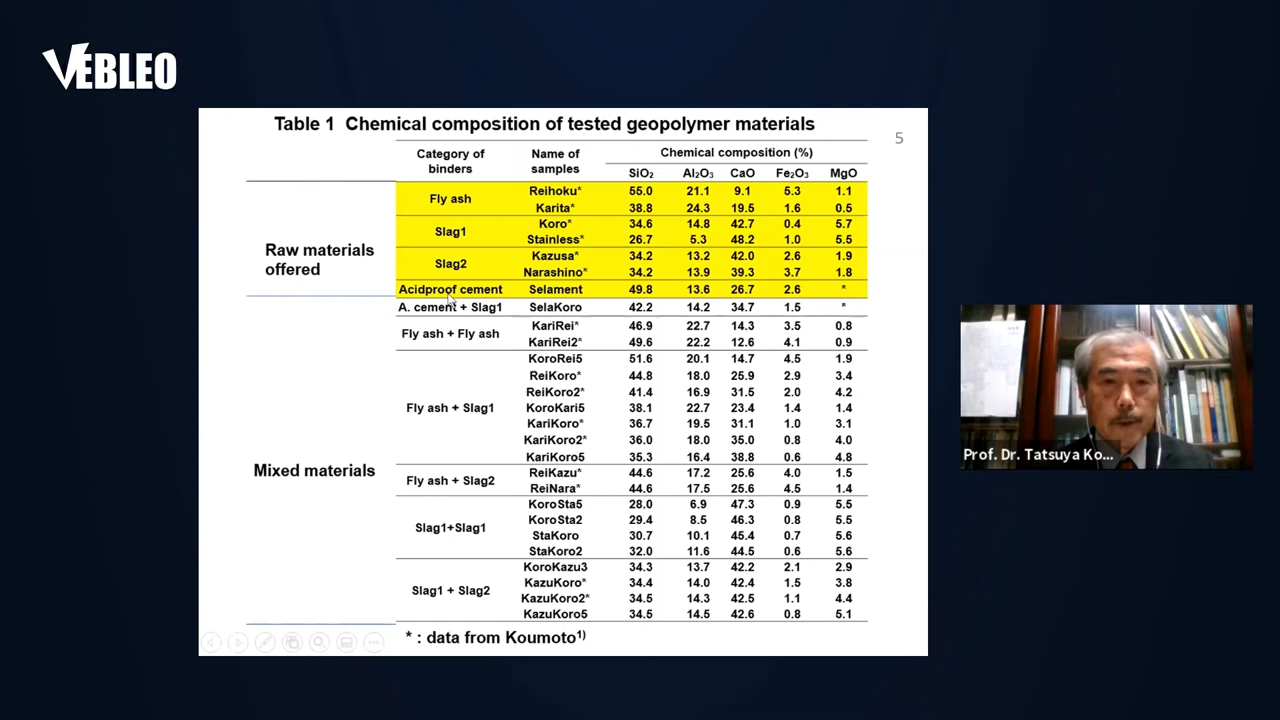 VEBLEO
Table 1 Chemical composition of tested geopolymer materials
5
Category of binders Name of samples Chemical composition (%)
SiO₂ Al₂O₃ CaO Fe₂O₃ MgO
Raw materials offered
Fly ash Reihoku* 55.0 21.1 9.1 5.3 1.1
Karita* 38.8 24.3 19.5 1.6 0.5
Slag1 Koro* 34.6 14.8 42.7 0.4 5.7
Stainless* 26.7 5.3 48.2 1.0 5.5
Slag2 Kazusa* 34.2 13.2 42.0 2.6 1.9
Narashino* 34.2 13.9 39.3 3.7 1.8
Acidproof cement Selament 49.8 13.6 26.7 2.6 *
Mixed materials
A. cement + Slag1 SelaKoro 42.2 14.2 34.7 1.5 *
Fly ash + Fly ash KariRei* 46.9 22.7 14.3 3.5 0.8
KariRei2* 49.6 22.2 12.6 4.1 0.9
Fly ash + Slag1 KoroRei5 51.6 20.1 14.7 4.5 1.9
ReiKoro* 44.8 18.0 25.9 2.9 3.4
ReiKoro2* 41.4 16.9 31.5 2.0 4.2
KoroKari5 38.1 22.7 23.4 1.4 1.4
KariKoro* 36.7 19.5 31.1 1.0 3.1
KariKoro2* 36.0 18.0 35.0 0.8 4.0
KariKoro5 35.3 16.4 38.8 0.6 4.8
Fly ash + Slag2 ReiKazu* 44.6 17.2 25.6 4.0 1.5
ReiNara* 44.6 17.5 25.6 4.5 1.4
Slag1+Slag1 KoroSta5 28.0 6.9 47.3 0.9 5.5
KoroSta2 29.4 8.5 46.3 0.8 5.5
StaKoro 30.7 10.1 45.4 0.7 5.6
StaKoro2 32.0 11.6 44.5 0.6 5.6
Slag1 + Slag2 KoroKazu3 34.3 13.7 42.2 2.1 2.9
KazuKoro* 34.4 14.0 42.4 1.5 3.8
KazuKoro2* 34.5 14.3 42.5 1.1 4.4
KazuKoro5 34.5 14.5 42.6 0.8 5.1
* : data from Koumoto¹⁾
Prof. Dr. Tatsuya Ko...